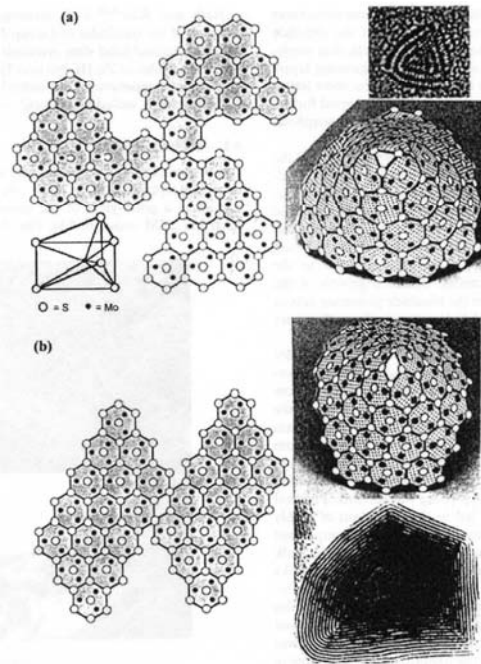 (a)
○ = S ● = Mo
(b)